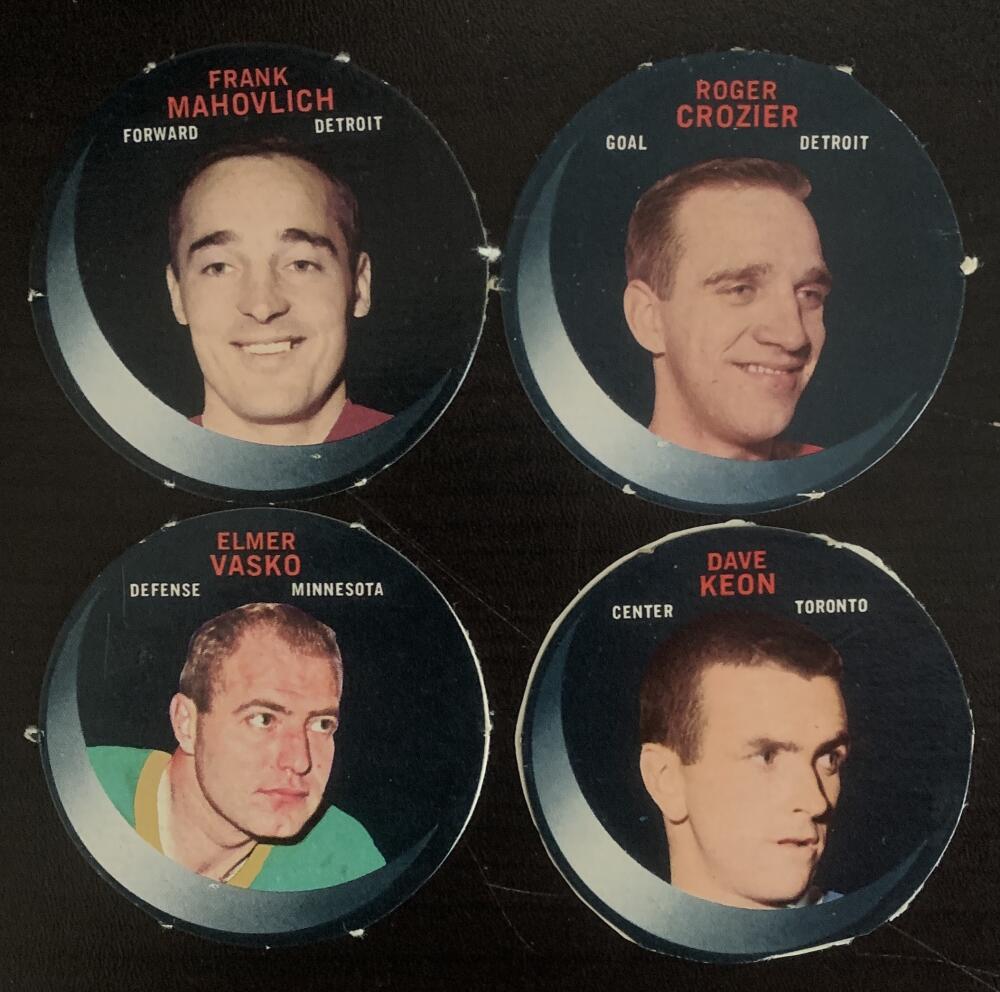 FRANK
MAHOVLICH
FORWARD DETROIT
ROGER
CROZIER
GOAL DETROIT
ELMER
VASKO
DEFENSE MINNESOTA
DAVE
KEON
CENTER TORONTO